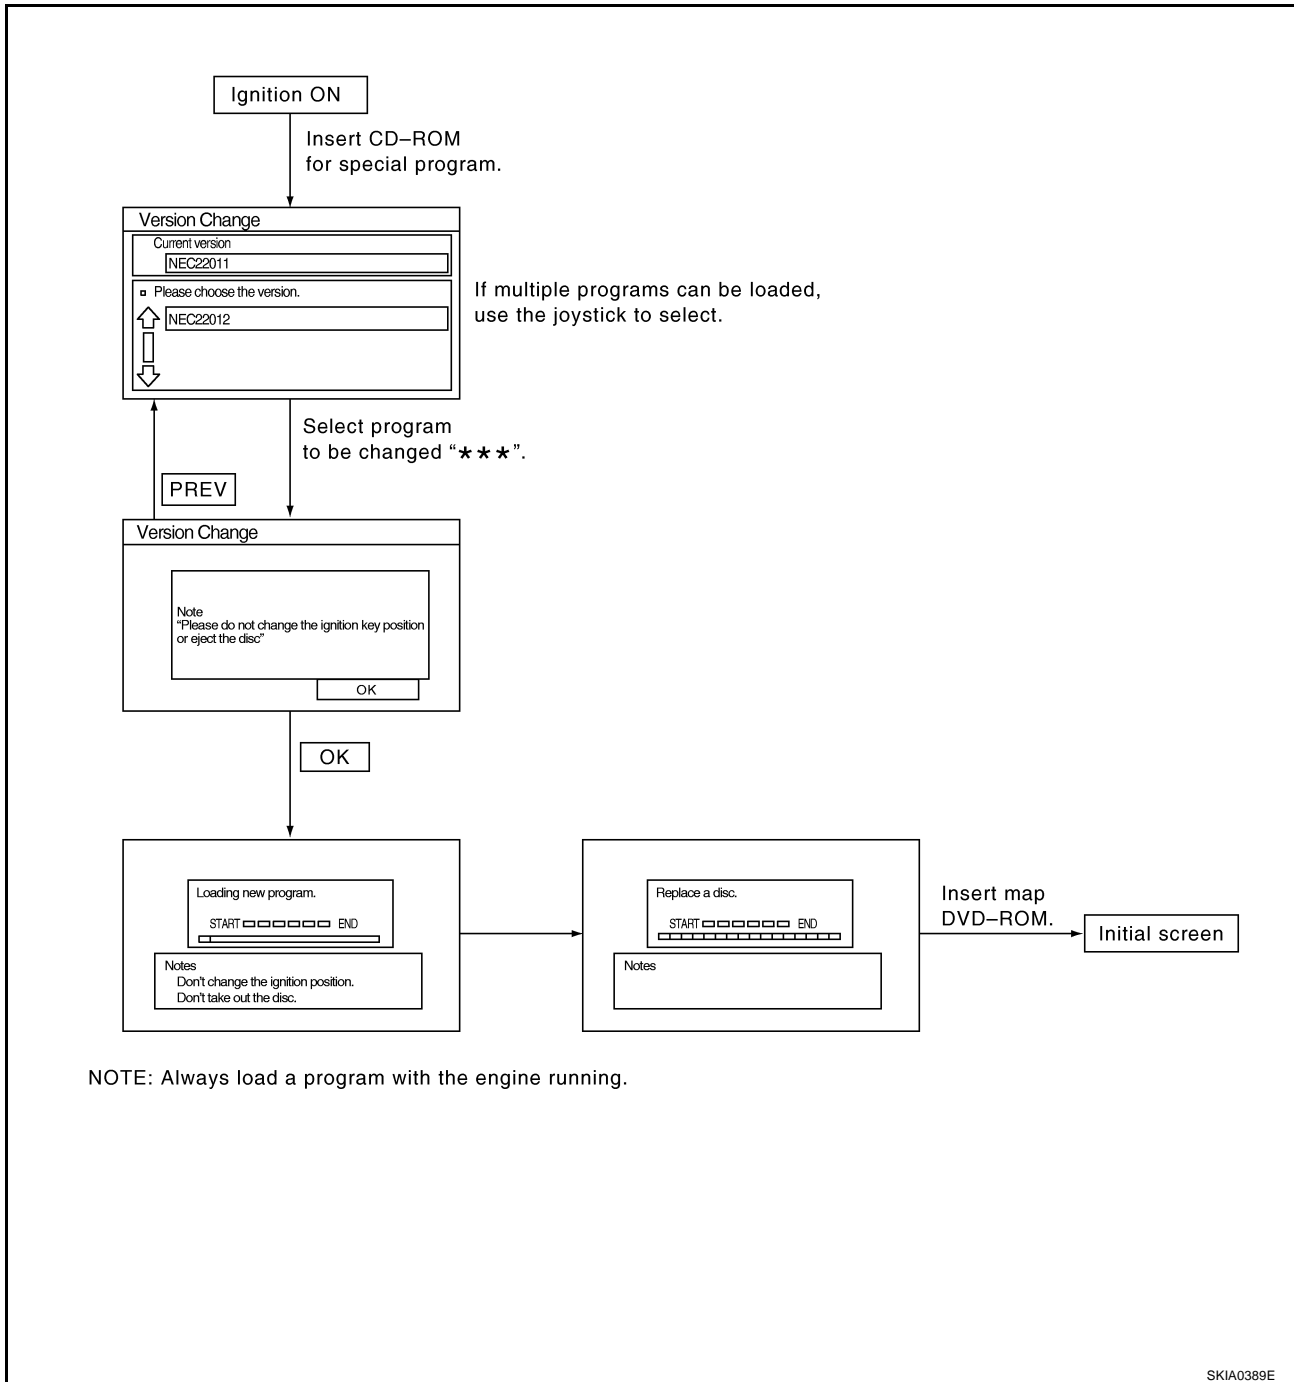 Ignition ON
Insert CD–ROM
for special program.
Version Change
Current version
NEC22011
Please choose the version.
NEC22012
If multiple programs can be loaded,
use the joystick to select.
Select program
to be changed “***”.
PREV
Version Change
Note
“Please do not change the ignition key position
or eject the disc”
OK
OK
Loading new program.
START END
Notes
Don’t change the ignition position.
Don’t take out the disc.
Replace a disc.
START END
Notes
Insert map
DVD–ROM.
Initial screen
NOTE: Always load a program with the engine running.
SKIA0389E